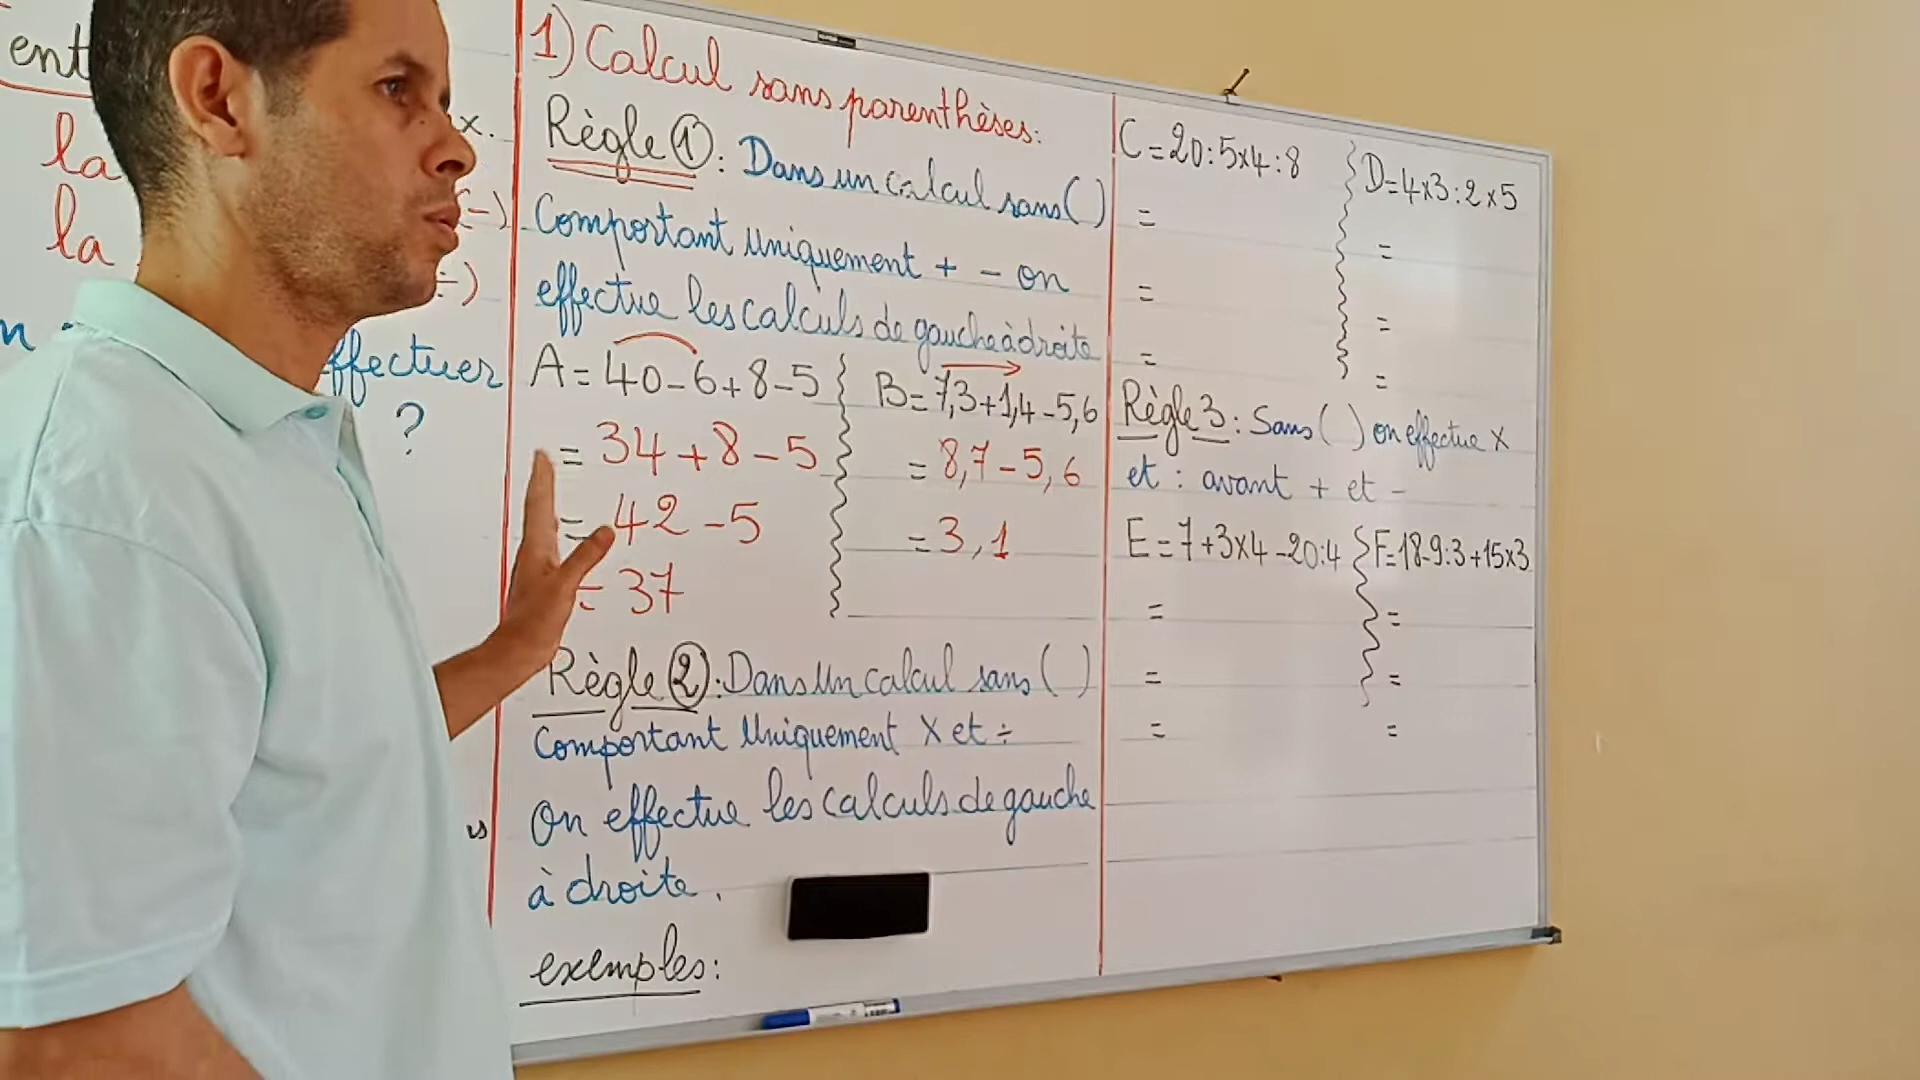 ent
la
la
x.
(-)
÷)
ffectuer
?
1) Calcul sans parenthèses:
Règle ①: Dans un calcul sans ( )
Comportant uniquement + - on
effectue les calculs de gauche à droite
A = 40 - 6 + 8 - 5
= 34 + 8 - 5
= 42 - 5
= 37
B = 7,3 + 1,4 - 5,6
= 8,7 - 5,6
= 3,1
Règle ②: Dans Un calcul sans ( )
Comportant Uniquement X et ÷
On effectue les calculs de gauche
à droite.
exemples:
C = 20 : 5 x 4 : 8
=
=
=
D = 4 x 3 : 2 x 5
=
=
=
Règle 3 : Sans ( ) on effectue X
et : avant + et -
E = 7 + 3 x 4 - 20 : 4
=
=
=
F = 18 - 9 : 3 + 15 x 3
=
=
=